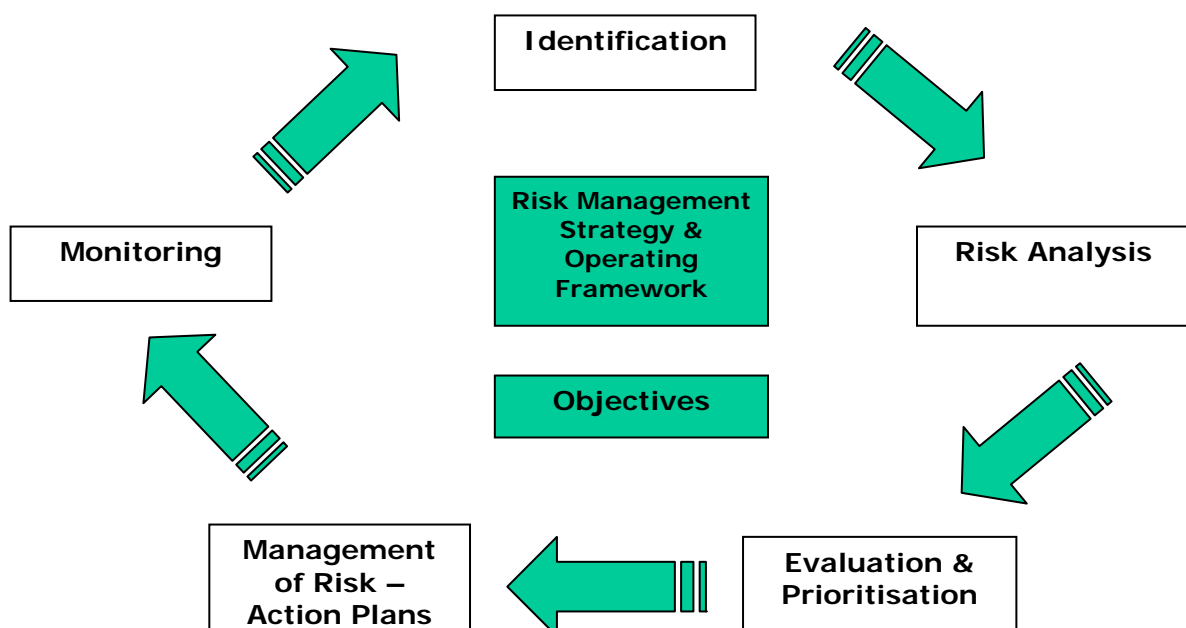 Identification
Risk Management
Strategy &
Operating
Framework
Monitoring
Risk Analysis
Objectives
Management
of Risk –
Action Plans
Evaluation &
Prioritisation